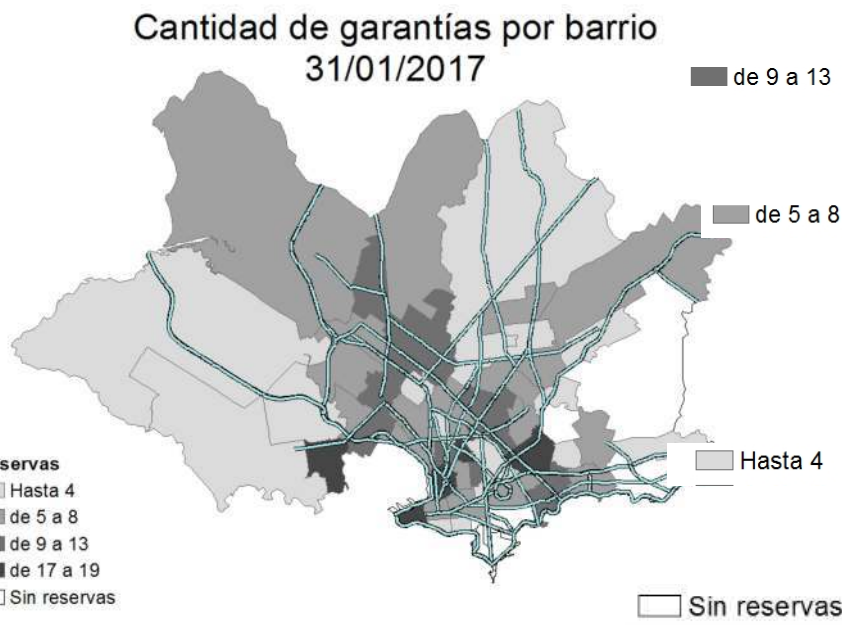 Cantidad de garantías por barrio
31/01/2017
de 9 a 13
de 5 a 8
Hasta 4
Sin reservas
servas
Hasta 4
de 5 a 8
de 9 a 13
de 17 a 19
Sin reservas